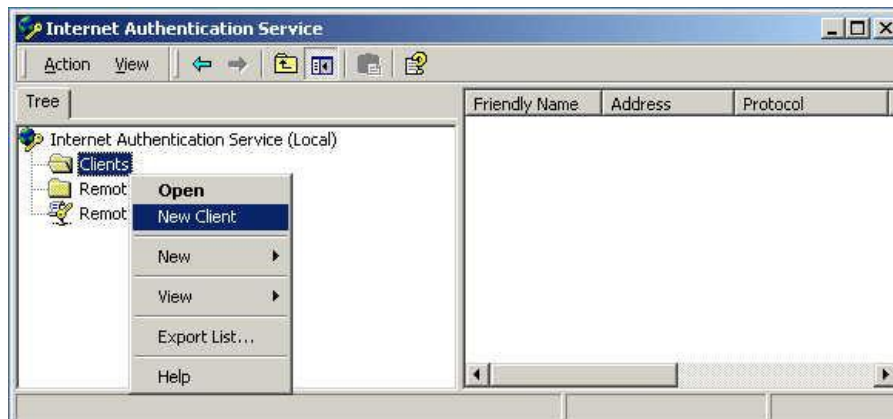 Internet Authentication Service
Action View
Tree
Friendly Name Address Protocol
Internet Authentication Service (Local)
Clients
Remot
Remot
Open
New Client
New
View
Export List...
Help